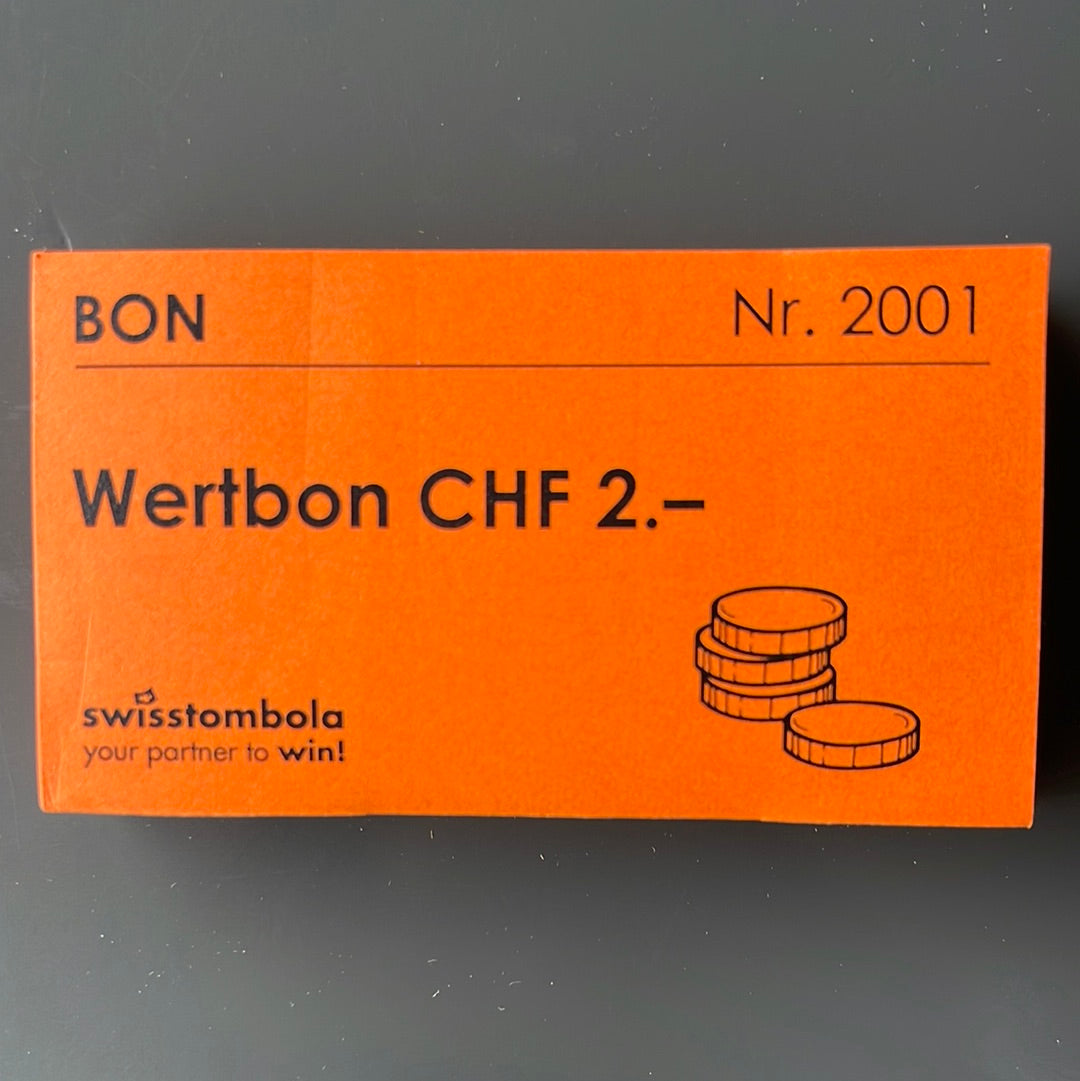 BON
Nr. 2001
Wertbon CHF 2.–
swisstombola
your partner to win!